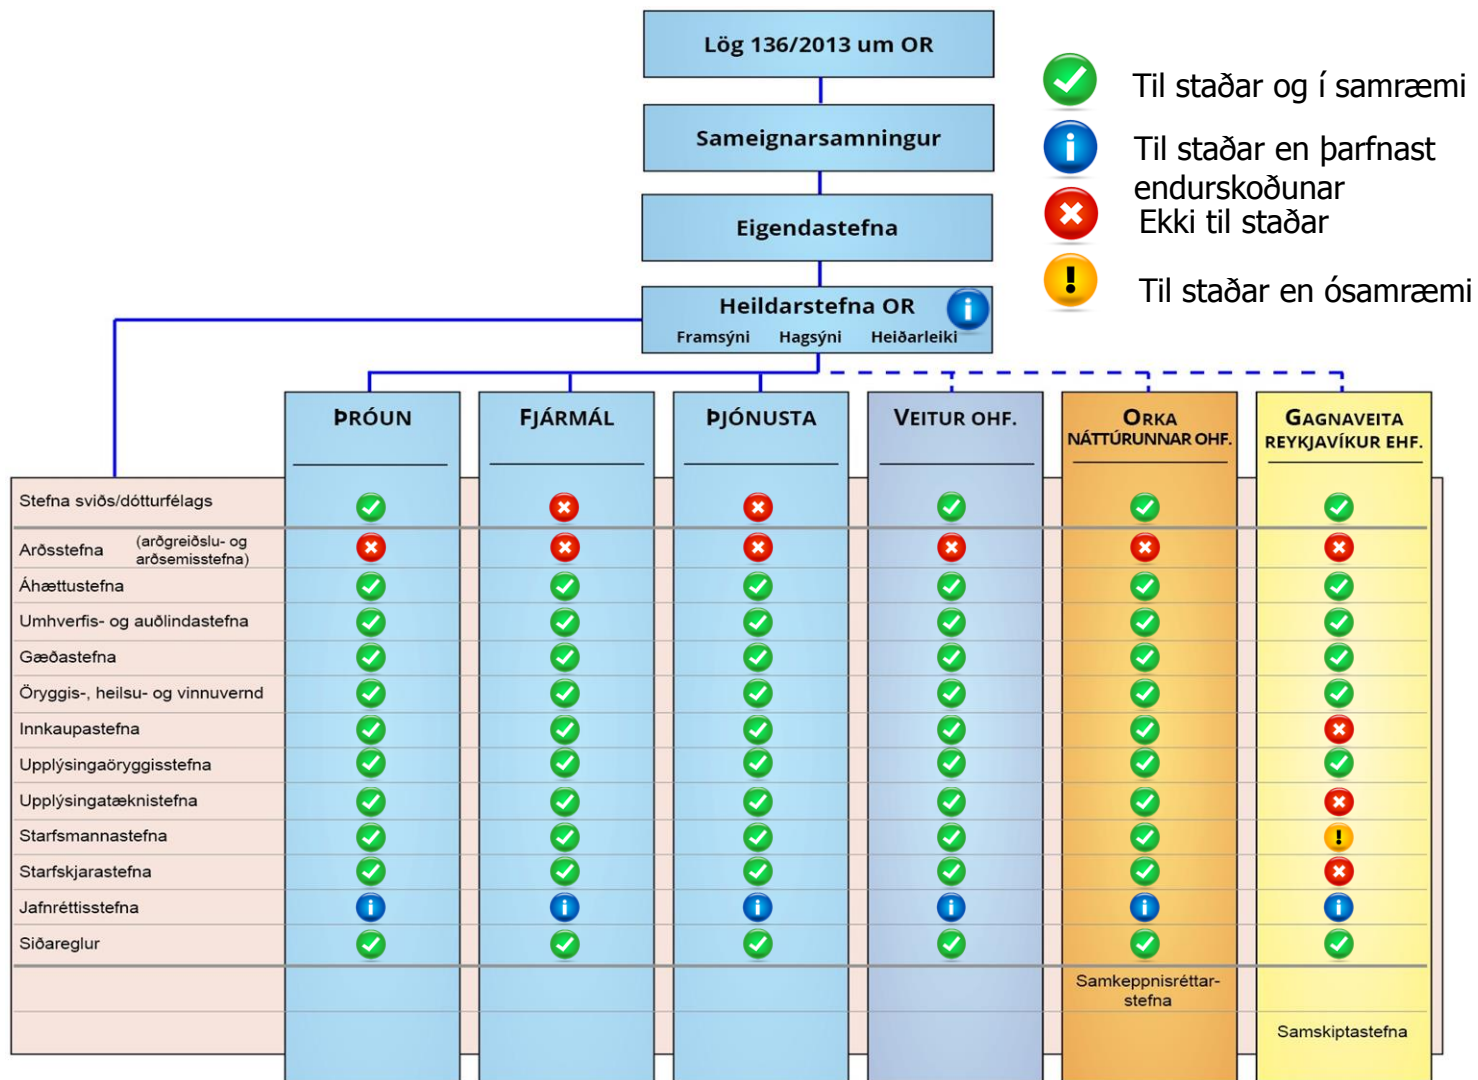 Lög 136/2013 um OR
Sameignarsamningur
Eigendastefna
Heildarstefna OR
Framsýni Hagsýni Heiðarleiki
Til staðar og í samræmi
Til staðar en þarfnast
endurskoðunar
Ekki til staðar
Til staðar en ósamræmi
ÞRÓUN
FJÁRMÁL
ÞJÓNUSTA
VEITUR OHF.
ORKA
NÁTTÚRUNNAR OHF.
GAGNAVEITA
REYKJAVÍKUR EHF.
Stefna sviðs/dótturfélags
Arðsstefna (arðgreiðslu- og
arðsemisstefna)
Áhættustefna
Umhverfis- og auðlindastefna
Gæðastefna
Öryggis-, heilsu- og vinnuvernd
Innkaupastefna
Upplýsingaöryggisstefna
Upplýsingatæknistefna
Starfsmannastefna
Starfskjarastefna
Jafnréttisstefna
Siðareglur
Samkeppnisréttar-
stefna
Samskiptastefna